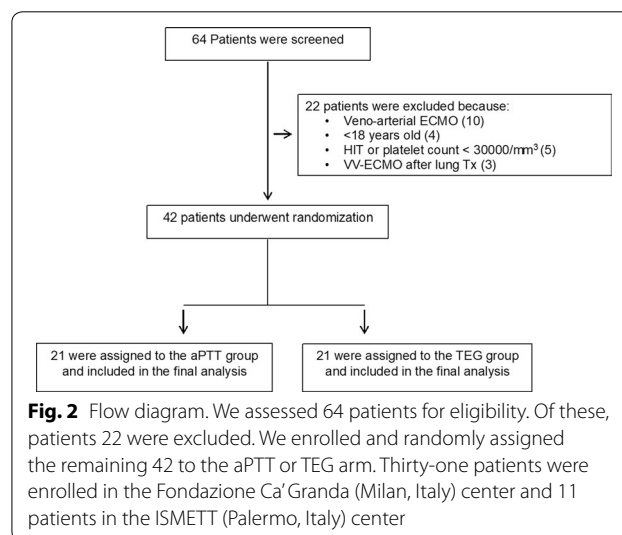 64 Patients were screened
22 patients were excluded because:
• Veno-arterial ECMO (10)
• <18 years old (4)
• HIT or platelet count < 30000/mm³ (5)
• VV-ECMO after lung Tx (3)
42 patients underwent randomization
21 were assigned to the aPTT group
and included in the final analysis
21 were assigned to the TEG group
and included in the final analysis
Fig. 2 Flow diagram. We assessed 64 patients for eligibility. Of these,
patients 22 were excluded. We enrolled and randomly assigned
the remaining 42 to the aPTT or TEG arm. Thirty-one patients were
enrolled in the Fondazione Ca’Granda (Milan, Italy) center and 11
patients in the ISMETT (Palermo, Italy) center